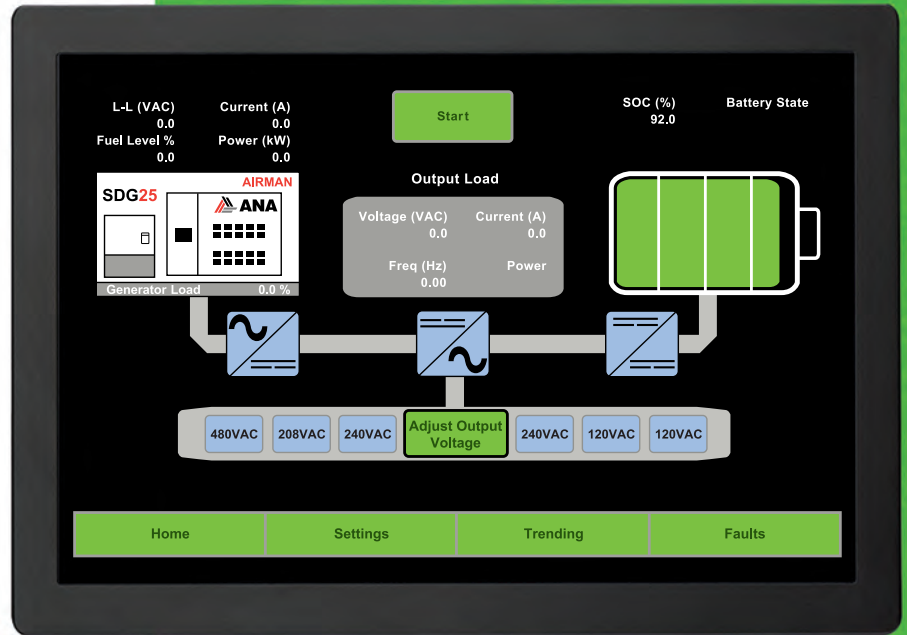 L-L (VAC) Current (A)
0.0 0.0
Fuel Level % Power (kW)
0.0 0.0
Start
SOC (%) Battery State
92.0
SDG25
AIRMAN
ANA
Generator Load 0.0 %
Output Load
Voltage (VAC) Current (A)
0.0 0.0
Freq (Hz) Power
0.00
480VAC 208VAC 240VAC
Adjust Output
Voltage
240VAC 120VAC 120VAC
Home Settings Trending Faults